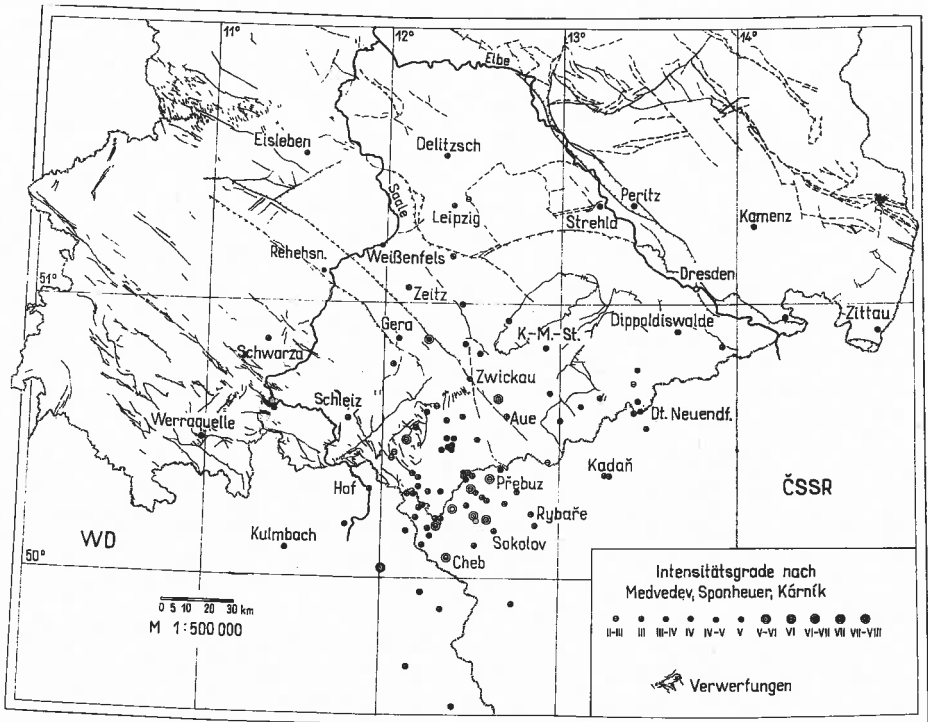 11°
12°
13°
14°
Elbe
Eisleben
Delitzsch
Saale
Leipzig
Peritz
Strehla
Kamenz
Rehehsn.
Weißenfels
51°
Zeitz
Dresden
Gera
K.-M.-St.
Dippoldiswalde
Zittau
Schwarza
Zwickau
Schleiz
Aue
Werraquelle
Dt. Neuendf.
Kadaň
Hof
Přebuz
ČSSR
WD
Kulmbach
Rybaře
Sokolov
50°
Cheb
Intensitätsgrade nach
Medvedev, Sponheuer, Kárník
II-III III III-IV IV IV-V V V-VI VI VI-VII VII VII-VIII
0 5 10 20 30 km
M 1:500 000
Verwerfungen